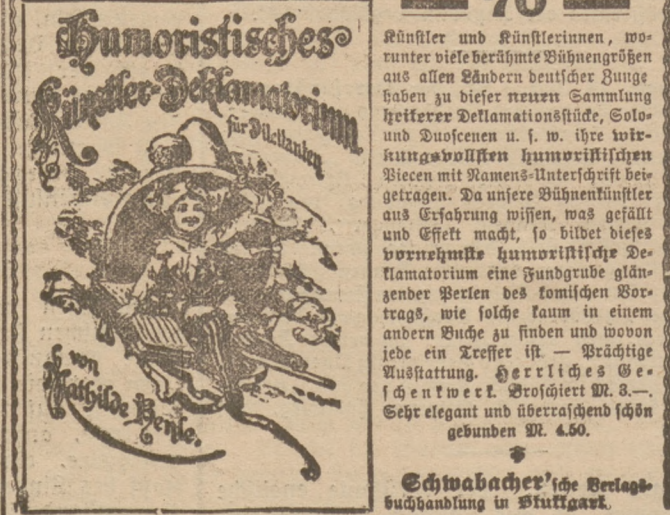 Humoristisches
Künstler-Deklamatorium
für Dilettanten
von
Mathilde Henle.
70
Künstler und Künstlerinnen, wo-
runter viele berühmte Bühnengrößen
aus allen Ländern deutscher Zunge
haben zu dieser neuen Sammlung
heiterer Deklamationsstücke, Solo-
und Duoscenen u. s. w. ihre wir-
kungsvollsten humoristischen
Piecen mit Namens-Unterschrift bei-
getragen. Da unsere Bühnenkünstler
aus Erfahrung wissen, was gefällt
und Effekt macht, so bildet dieses
vornehmste humoristische De-
klamatorium eine Fundgrube glän-
zender Perlen des komischen Vor-
trags, wie solche kaum in einem
andern Buche zu finden und wovon
jede ein Treffer ist — Prächtige
Ausstattung. Herrliches Ge-
schenkwerk. Broschiert M. 3.—.
Sehr elegant und überraschend schön
gebunden M. 4.50.
Schwabacher'sche Verlags-
buchhandlung in Stuttgart.